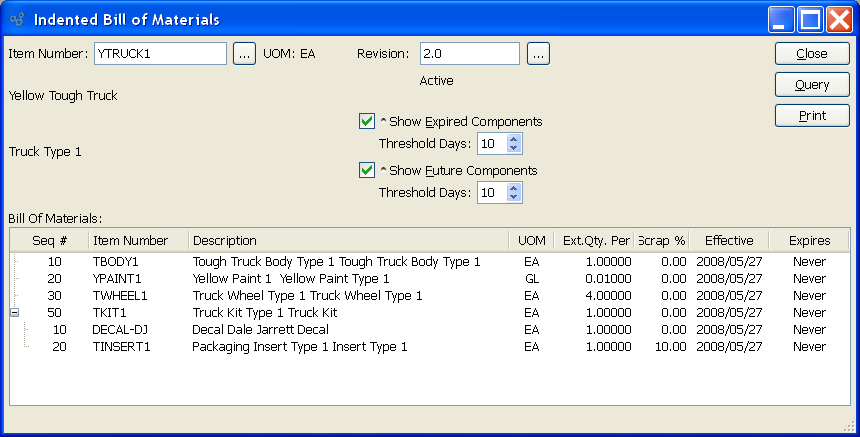 Indented Bill of Materials
Item Number: YTRUCK1 ... UOM: EA Revision: 2.0 ... Close
Active
Query
Yellow Tough Truck
Print
^ Show Expired Components
Threshold Days: 10
Truck Type 1
^ Show Future Components
Threshold Days: 10
Bill Of Materials:
Seq # Item Number Description UOM Ext.Qty. Per Scrap % Effective Expires
10 TBODY1 Tough Truck Body Type 1 Tough Truck Body Type 1 EA 1.00000 0.00 2008/05/27 Never
20 YPAINT1 Yellow Paint 1 Yellow Paint Type 1 GL 0.01000 0.00 2008/05/27 Never
30 TWHEEL1 Truck Wheel Type 1 Truck Wheel Type 1 EA 4.00000 0.00 2008/05/27 Never
50 TKIT1 Truck Kit Type 1 Truck Kit EA 1.00000 0.00 2008/05/27 Never
10 DECAL-DJ Decal Dale Jarrett Decal EA 1.00000 0.00 2008/05/27 Never
20 TINSERT1 Packaging Insert Type 1 Insert Type 1 EA 1.00000 10.00 2008/05/27 Never